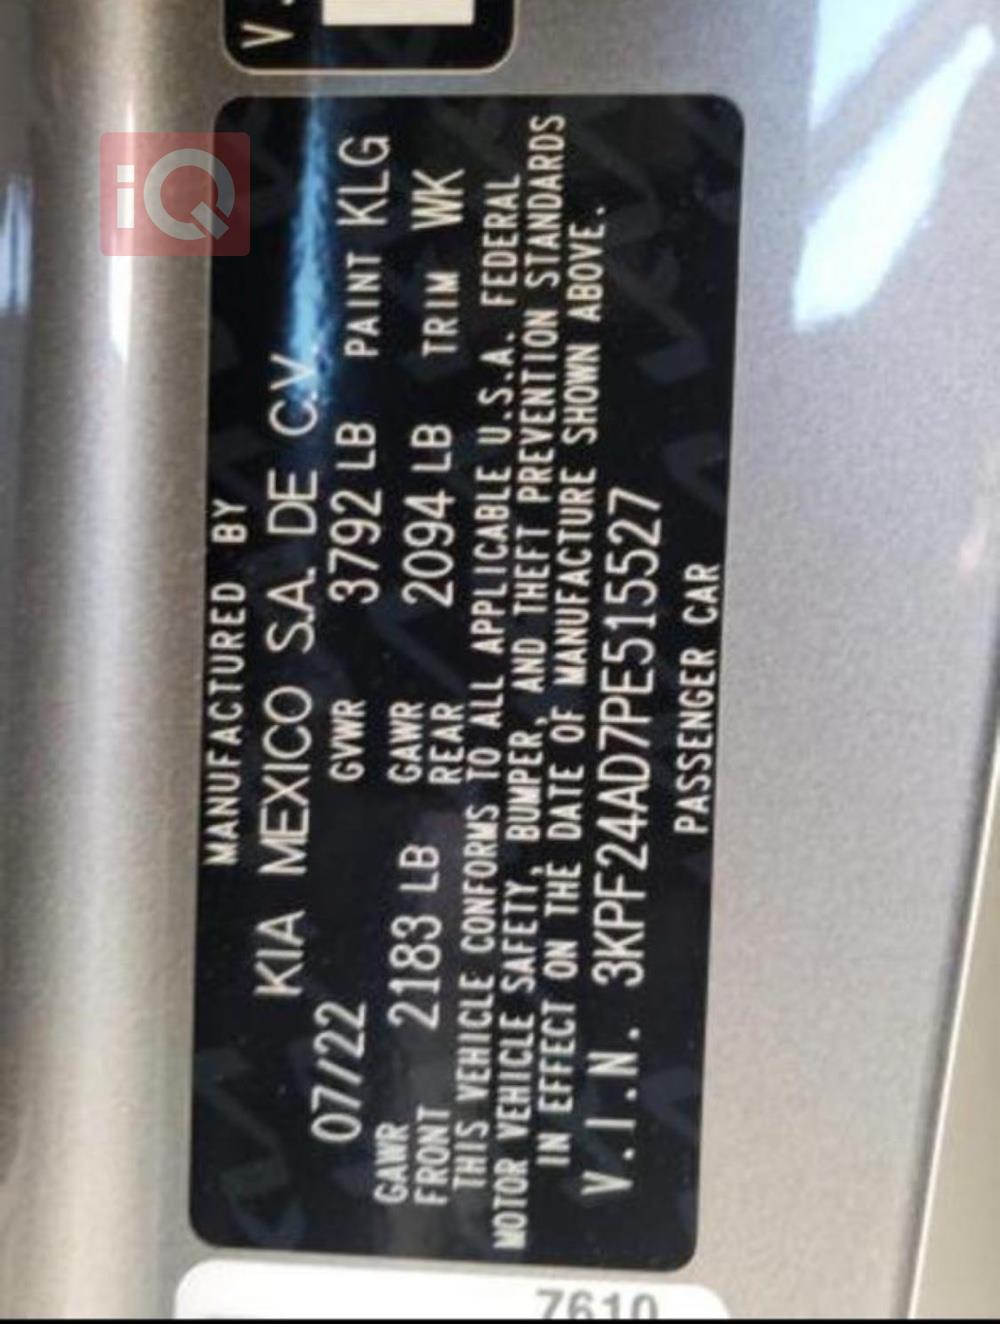 V.
iQ
MANUFACTURED BY
KIA MEXICO S.A. DE C.V.
07/22 GVWR 3792 LB PAINT KLG
GAWR FRONT 2183 LB GAWR REAR 2094 LB TRIM WK
THIS VEHICLE CONFORMS TO ALL APPLICABLE U.S.A. FEDERAL
MOTOR VEHICLE SAFETY, BUMPER, AND THEFT PREVENTION STANDARDS
IN EFFECT ON THE DATE OF MANUFACTURE SHOWN ABOVE.
V.I.N. 3KPF24AD7PE515527
PASSENGER CAR
7610